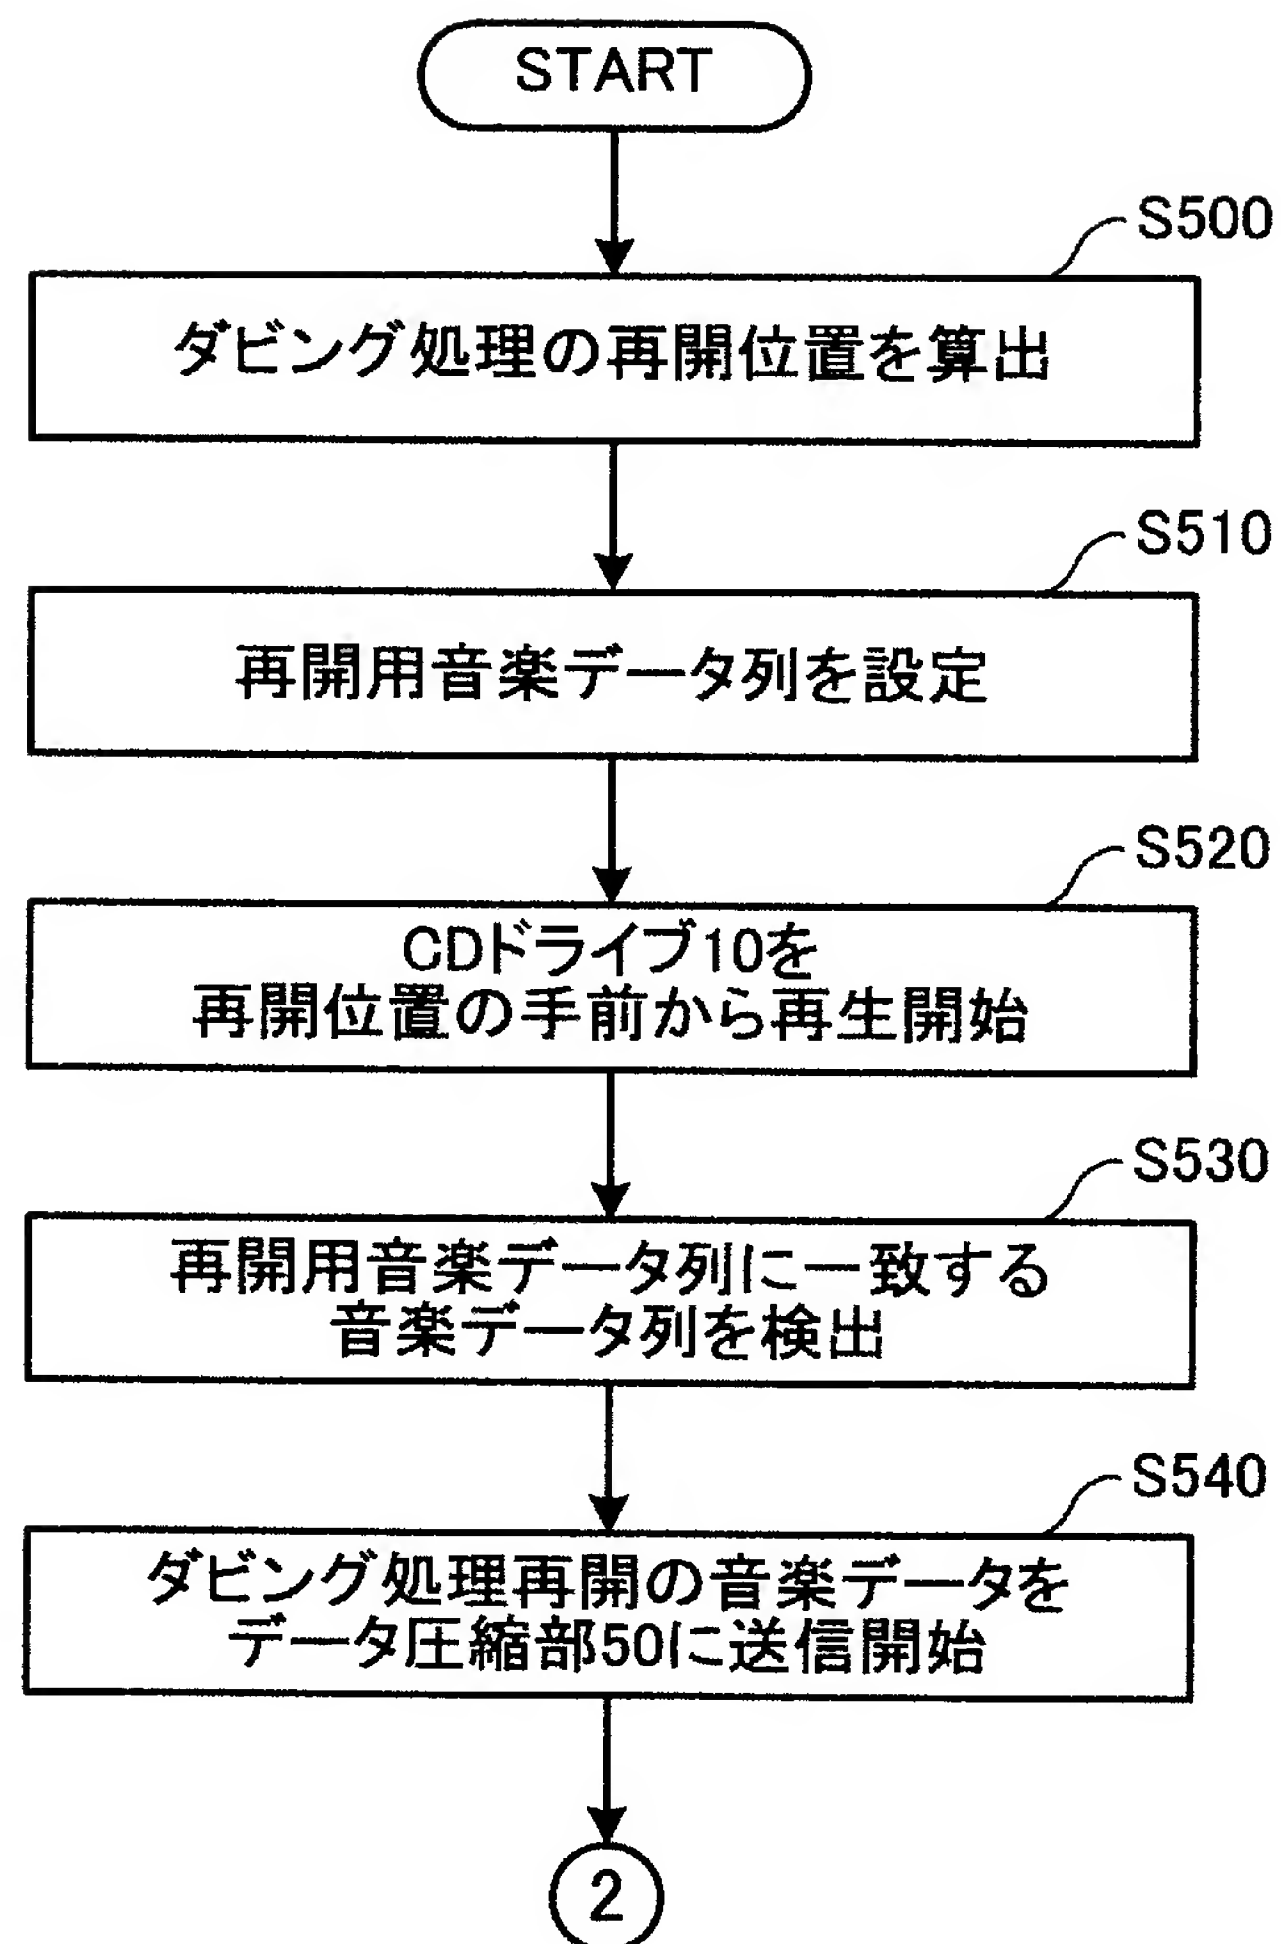 START
S500
ダビング処理の再開位置を算出
S510
再開用音楽データ列を設定
S520
CDドライブ10を
再開位置の手前から再生開始
S530
再開用音楽データ列に一致する
音楽データ列を検出
S540
ダビング処理再開の音楽データを
データ圧縮部50に送信開始
2